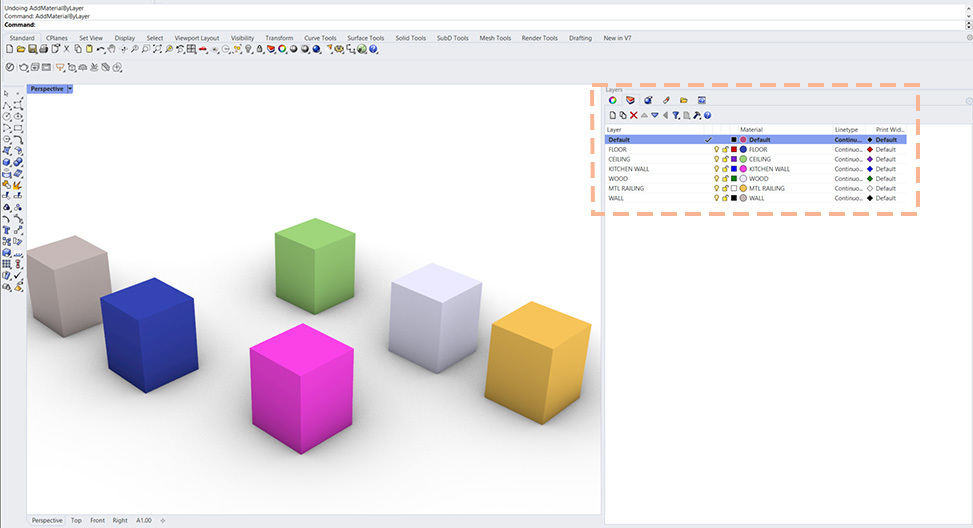 Undoing AddMaterialByLayer
Command: AddMaterialByLayer
Command:
Standard CPlanes Set View Display Select Viewport Layout Visibility Transform Curve Tools Surface Tools Solid Tools SubD Tools Mesh Tools Render Tools Drafting New in V7
Perspective
Layers
Layer Material Linetype Print Wid...
Default Default Continu... Default
FLOOR FLOOR Continuo... Default
CEILING CEILING Continuo... Default
KITCHEN WALL KITCHEN WALL Continuo... Default
WOOD WOOD Continuo... Default
MTL RAILING MTL RAILING Continuo... Default
WALL WALL Continuo... Default
Perspective Top Front Right A1.00